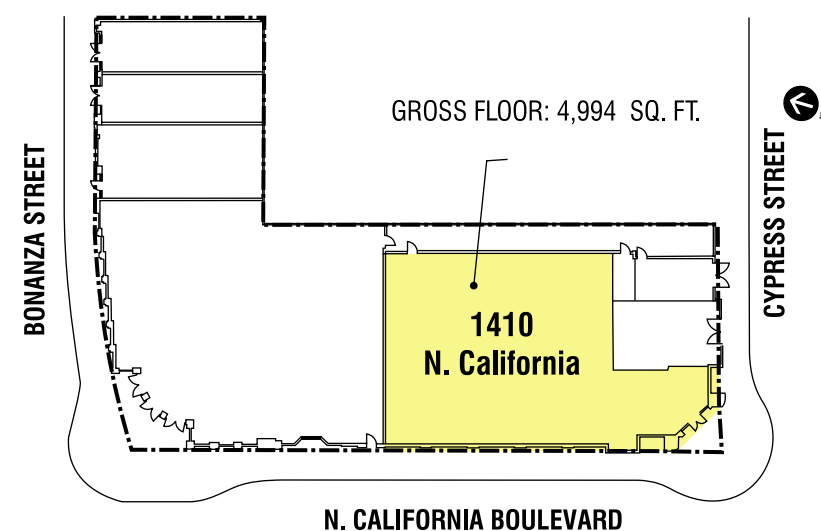 GROSS FLOOR: 4,994 SQ. FT.
BONANZA STREET
CYPRESS STREET
1410
N. California
N. CALIFORNIA BOULEVARD